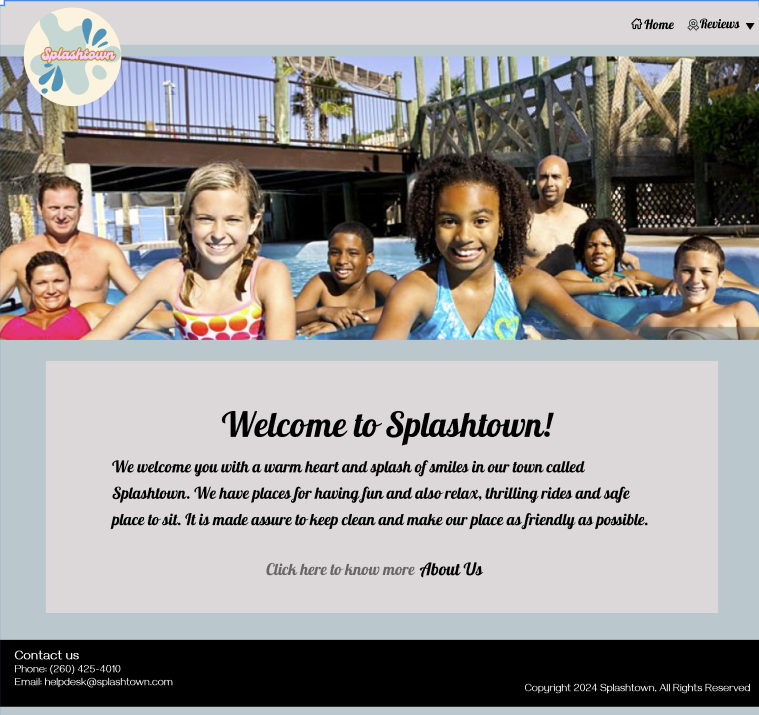 Home
Reviews
Splashtown
Welcome to Splashtown!
We welcome you with a warm heart and splash of smiles in our town called
Splashtown. We have places for having fun and also relax, thrilling rides and safe
place to sit. It is made assure to keep clean and make our place as friendly as possible.
Click here to know more About Us
Contact us
Phone: (260) 425-4010
Email: helpdesk@splashtown.com
Copyright 2024 Splashtown, All Rights Reserved